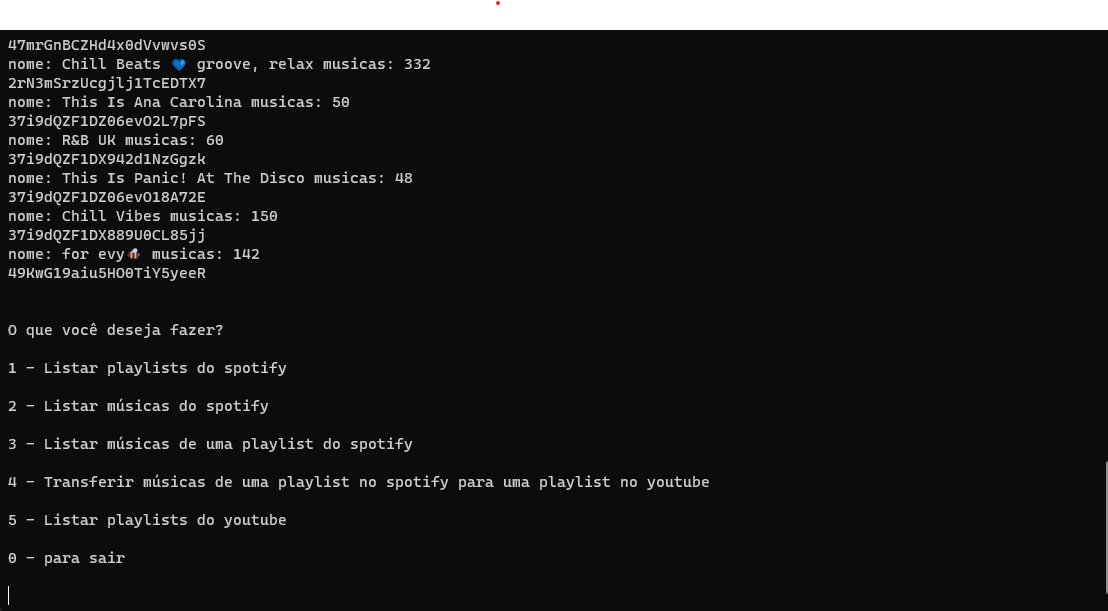 47mrGnBCZHd4x0dVvwvs0S
nome: Chill Beats 💙 groove, relax musicas: 332
2rN3mSrzUcgjlj1TcEDTX7
nome: This Is Ana Carolina musicas: 50
37i9dQZF1DZ06evO2L7pFS
nome: R&B UK musicas: 60
37i9dQZF1DX942d1NzGgzk
nome: This Is Panic! At The Disco musicas: 48
37i9dQZF1DZ06evO18A72E
nome: Chill Vibes musicas: 150
37i9dQZF1DX889U0CL85jj
nome: for evy🐝 musicas: 142
49KwG19aiu5HO0TiY5yeeR
O que você deseja fazer?
1 - Listar playlists do spotify
2 - Listar músicas do spotify
3 - Listar músicas de uma playlist do spotify
4 - Transferir músicas de uma playlist no spotify para uma playlist no youtube
5 - Listar playlists do youtube
0 - para sair